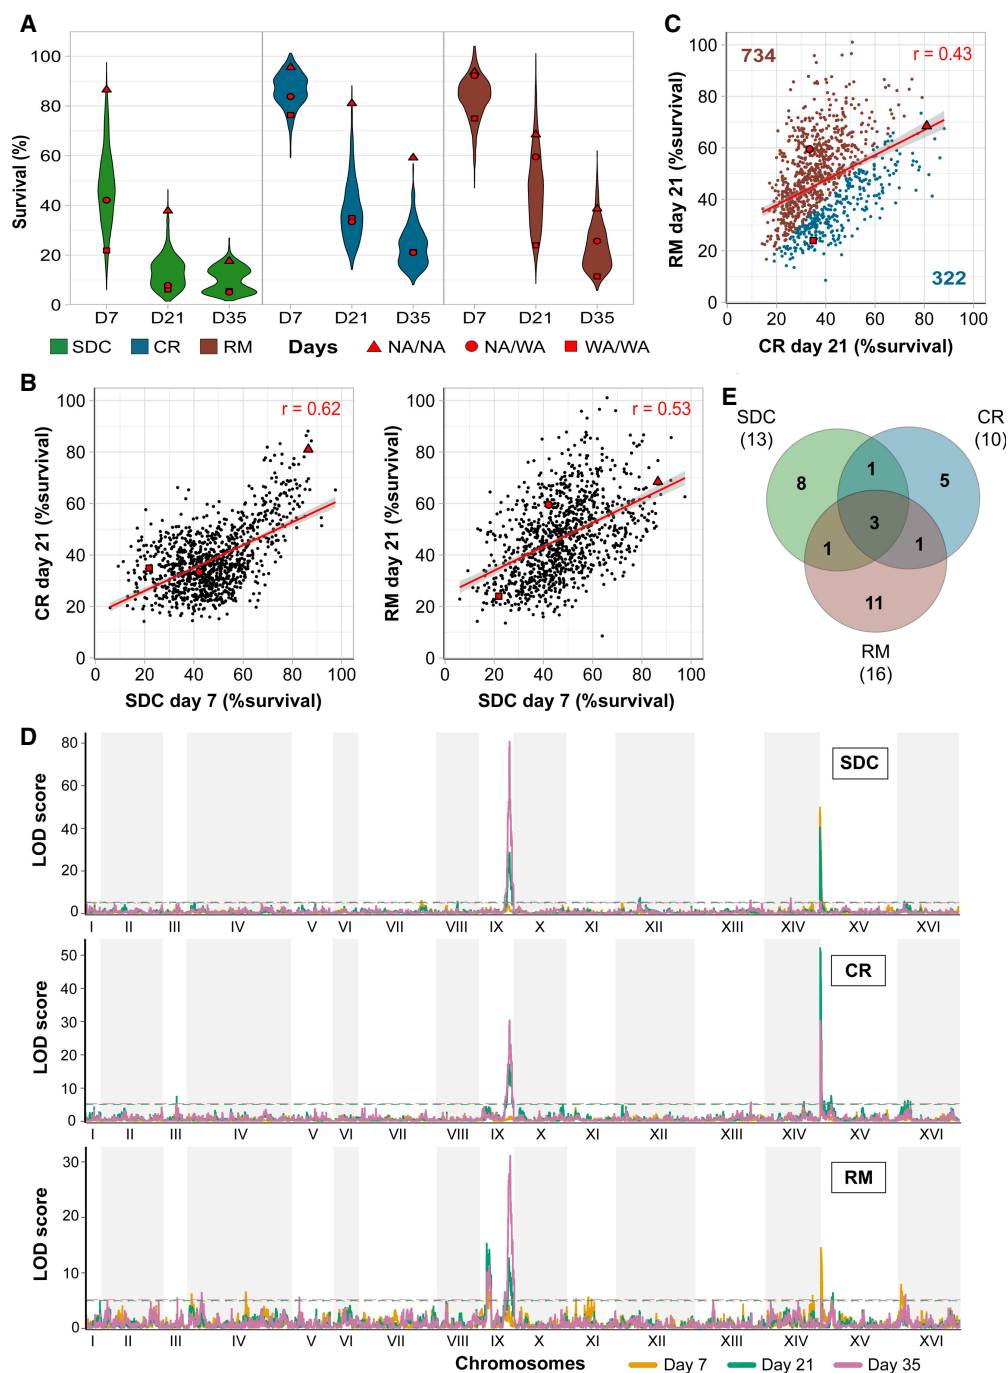 A
Survival (%)
100
80
60
40
20
0
D7 D21 D35 D7 D21 D35 D7 D21 D35
SDC CR RM Days NA/NA NA/WA WA/WA
C
RM day 21 (%survival)
734
r = 0.43
322
100
80
60
40
20
0
0 20 40 60 80 100
CR day 21 (%survival)
B
CR day 21 (%survival)
r = 0.62
100
80
60
40
20
0
0 20 40 60 80 100
SDC day 7 (%survival)
RM day 21 (%survival)
r = 0.53
100
80
60
40
20
0
0 20 40 60 80 100
SDC day 7 (%survival)
E
SDC
(13)
CR
(10)
8
1
5
3
1
1
11
RM
(16)
D
LOD score
80
60
40
20
0
SDC
I II III IV V VI VII VIII IX X XI XII XIII XIV XV XVI
LOD score
50
40
30
20
10
0
CR
I II III IV V VI VII VIII IX X XI XII XIII XIV XV XVI
LOD score
30
20
10
0
RM
I II III IV V VI VII VIII IX X XI XII XIII XIV XV XVI
Chromosomes Day 7 Day 21 Day 35